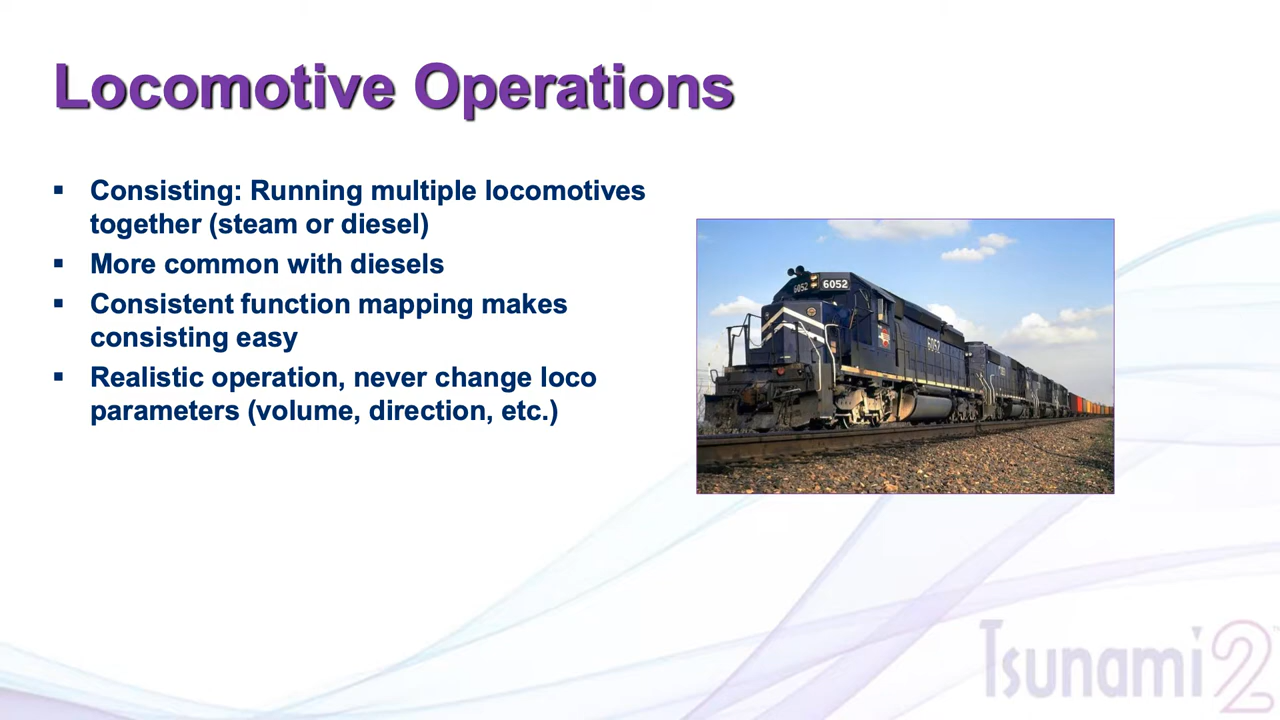 Locomotive Operations
▪ Consisting: Running multiple locomotives
together (steam or diesel)
▪ More common with diesels
▪ Consistent function mapping makes
consisting easy
▪ Realistic operation, never change loco
parameters (volume, direction, etc.)
6052 6052
6052
Tsunami2